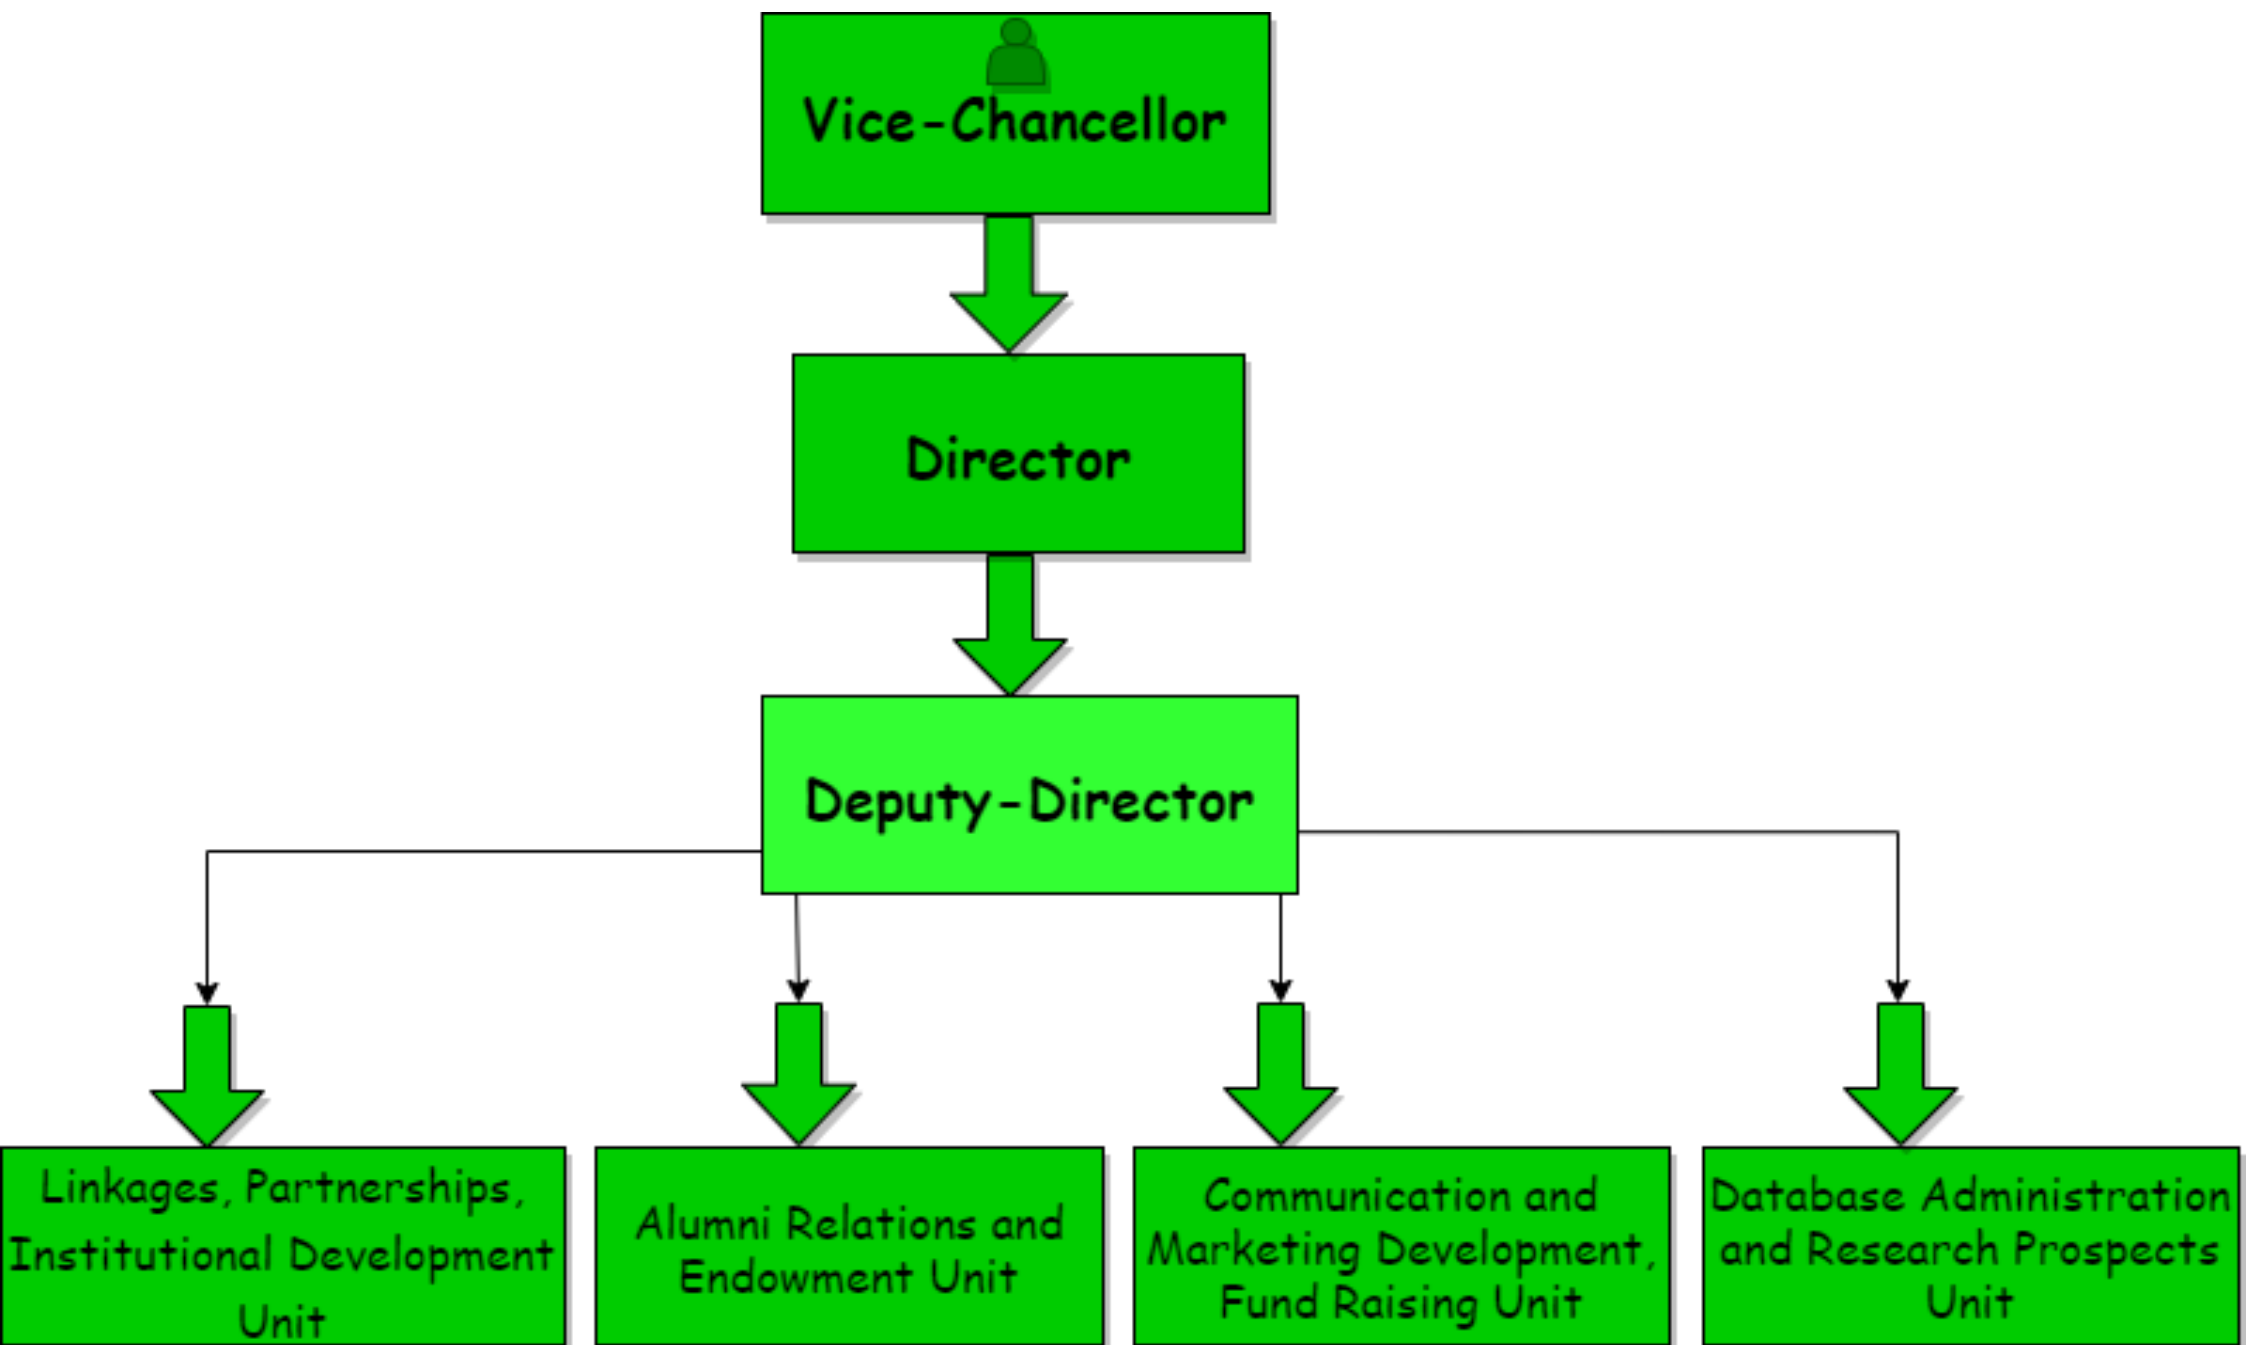 Vice-Chancellor
Director
Deputy-Director
Linkages, Partnerships,
Institutional Development
Unit
Alumni Relations and
Endowment Unit
Communication and
Marketing Development,
Fund Raising Unit
Database Administration
and Research Prospects
Unit